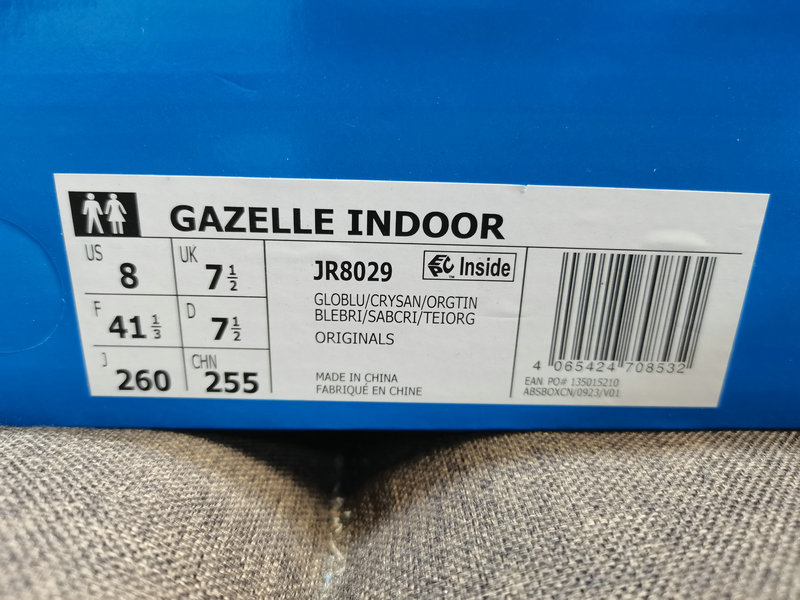 GAZELLE INDOOR
US 8 UK 7 1/2
F 41 1/3 D 7 1/2
J 260 CHN 255
JR8029 EPC Inside
™
GLOBLU/CRYSAN/ORGTIN
BLEBRI/SABCRI/TEIORG
ORIGINALS
MADE IN CHINA
FABRIQUÉ EN CHINE
4 065424 708532
EAN PO# 135015210
ABSBOXCN/0923/V01